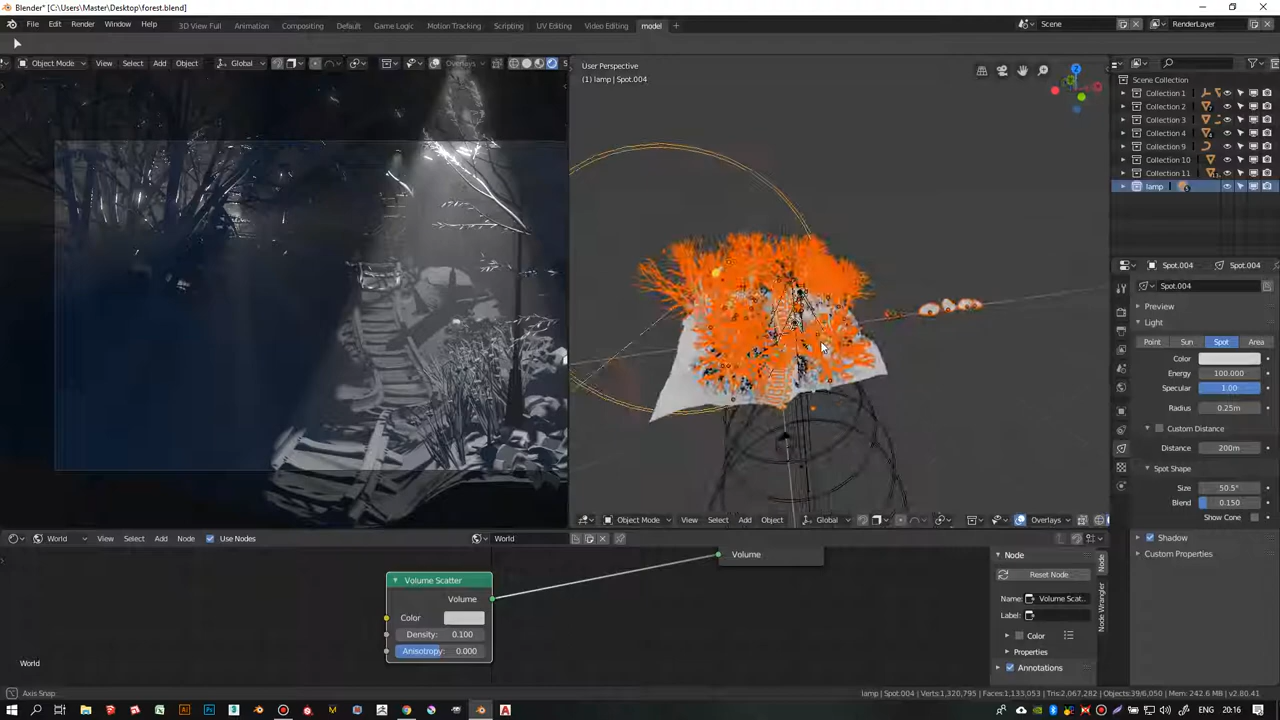 Blender* [C:\Users\Master\Desktop\forest.blend]
File Edit Render Window Help
3D View Full Animation Compositing Default Game Logic Motion Tracking Scripting UV Editing Video Editing model +
Scene RenderLayer
Object Mode View Select Add Object Global Overlays
User Perspective
(1) lamp | Spot.004
Z
Scene Collection
Collection 1
Collection 2
Collection 3
Collection 4
Collection 9
Collection 10
Collection 11
lamp
Spot.004 Spot.004
Spot.004
Preview
Light
Point Sun Spot Area
Color
Energy 100.000
Specular 1.00
Radius 0.25m
Custom Distance
Distance 200m
Spot Shape
Size 50.5°
Blend 0.150
Show Cone
Shadow
Custom Properties
Object Mode View Select Add Object Global Overlays
World View Select Add Node Use Nodes World
Volume
Volume Scatter
Volume
Color
Density: 0.100
Anisotropy: 0.000
World
Node
Reset Node
Name: Volume Scat..
Label:
Color
Properties
Annotations
Node
Node Wrangler
Axis Snap
lamp | Spot.004 | Verts:1,320,795 | Faces:1,133,053 | Tris:2,067,282 | Objects:39/6,050 | Mem: 242.6 MB | v2.80.41
ENG 20:16